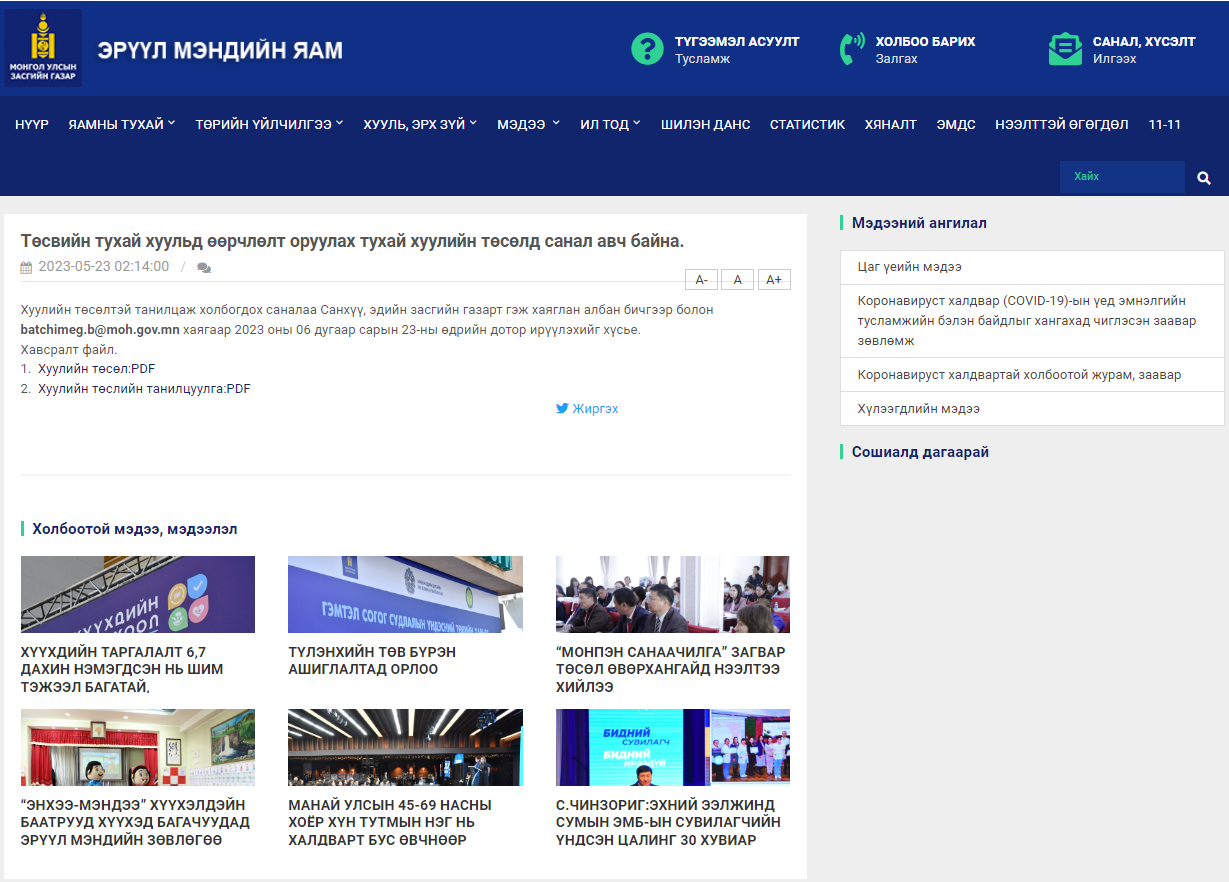 МОНГОЛ УЛСЫН
ЗАСГИЙН ГАЗАР
ЭРҮҮЛ МЭНДИЙН ЯАМ
ТҮГЭЭМЭЛ АСУУЛТ
Тусламж
ХОЛБОО БАРИХ
Залгах
САНАЛ, ХҮСЭЛТ
Илгээх
НҮҮР ЯАМНЫ ТУХАЙ ТӨРИЙН ҮЙЛЧИЛГЭЭ ХУУЛЬ, ЭРХ ЗҮЙ МЭДЭЭ ИЛ ТОД ШИЛЭН ДАНС СТАТИСТИК ХЯНАЛТ ЭМДС НЭЭЛТТЭЙ ӨГӨГДӨЛ 11-11
Хайх
Төсвийн тухай хуульд өөрчлөлт оруулах тухай хуулийн төсөлд санал авч байна.
2023-05-23 02:14:00 /
A- A A+
Хуулийн төсөлтэй танилцаж холбогдох саналаа Санхүү, эдийн засгийн газарт гэж хаяглан албан бичгээр болон
batchimeg.b@moh.gov.mn хаягаар 2023 оны 06 дугаар сарын 23-ны өдрийн дотор ирүүлэхийг хүсье.
Хавсралт файл.
1. Хуулийн төсөл:PDF
2. Хуулийн төслийн танилцуулга:PDF
Жиргэх
Мэдээний ангилал
Цаг үеийн мэдээ
Коронавируст халдвар (COVID-19)-ын үед эмнэлгийн
тусламжийн бэлэн байдлыг хангахад чиглэсэн заавар
зөвлөмж
Коронавируст халдвартай холбоотой журам, заавар
Хүлээгдлийн мэдээ
Сошиалд дагаарай
Холбоотой мэдээ, мэдээлэл
ГЭМТЭЛ СОГОГ СУДЛАЛЫН ҮНДЭСНИЙ
ХҮҮХДИЙН ТАРГАЛАЛТ 6,7
ДАХИН НЭМЭГДСЭН НЬ ШИМ
ТЭЖЭЭЛ БАГАТАЙ,
ТҮЛЭНХИЙН ТӨВ БҮРЭН
АШИГЛАЛТАД ОРЛОО
“МОНПЭН САНААЧИЛГА” ЗАГВАР
ТӨСӨЛ ӨВӨРХАНГАЙД НЭЭЛТЭЭ
ХИЙЛЭЭ
БИДНИЙ
СУВИЛАГЧ
БИДНИЙ
“ЭНХЭЭ-МЭНДЭЭ” ХҮҮХЭЛДЭЙН
БААТРУУД ХҮҮХЭД БАГАЧУУДАД
ЭРҮҮЛ МЭНДИЙН ЗӨВЛӨГӨӨ
МАНАЙ УЛСЫН 45-69 НАСНЫ
ХОЁР ХҮН ТУТМЫН НЭГ НЬ
ХАЛДВАРТ БУС ӨВЧНӨӨР
С.ЧИНЗОРИГ:ЭХНИЙ ЭЭЛЖИНД
СУМЫН ЭМБ-ЫН СУВИЛАГЧИЙН
ҮНДСЭН ЦАЛИНГ 30 ХУВИАР